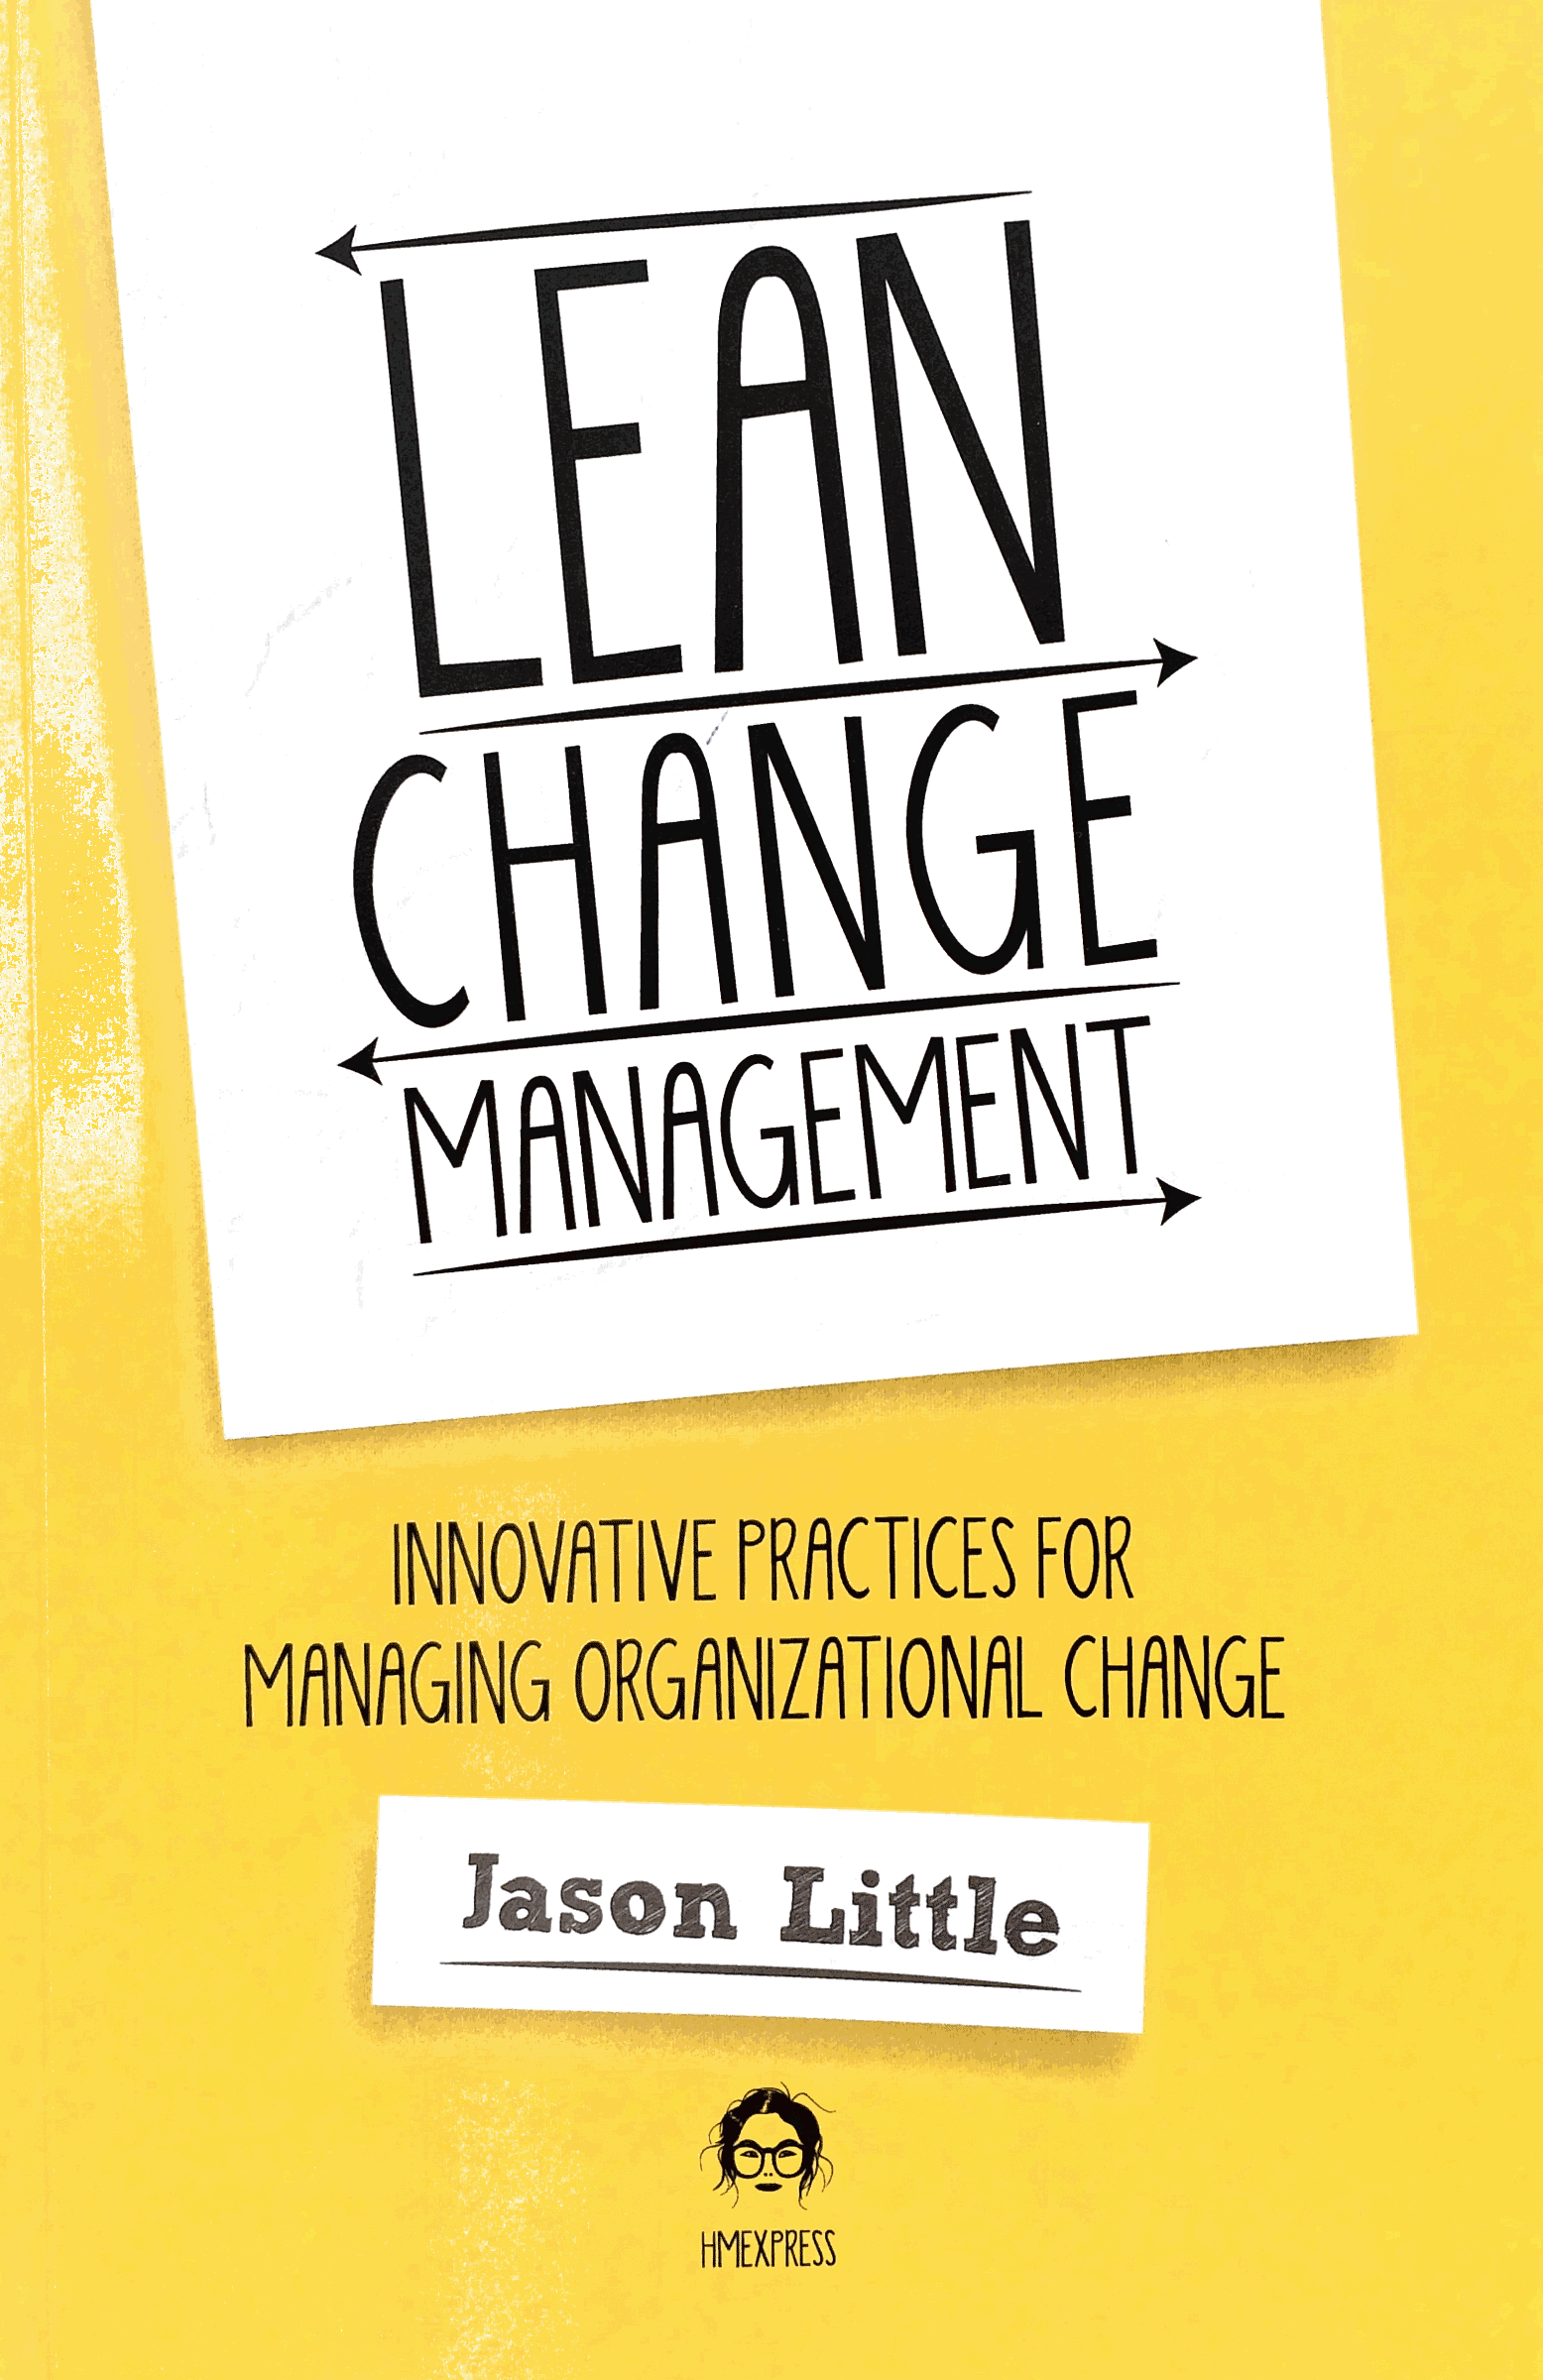 LEAN
CHANGE
MANAGEMENT
INNOVATIVE PRACTICES FOR
MANAGING ORGANIZATIONAL CHANGE
Jason Little
HMEXPRESS